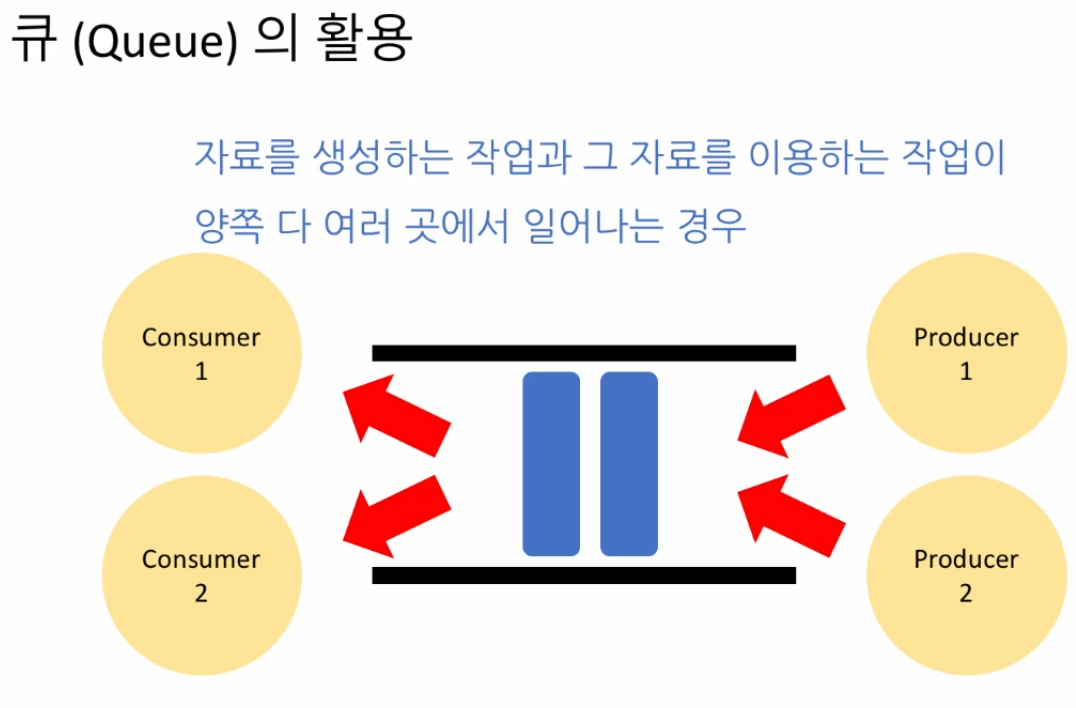 큐 (Queue) 의 활용
자료를 생성하는 작업과 그 자료를 이용하는 작업이
양쪽 다 여러 곳에서 일어나는 경우
Consumer
1
Producer
1
Consumer
2
Producer
2